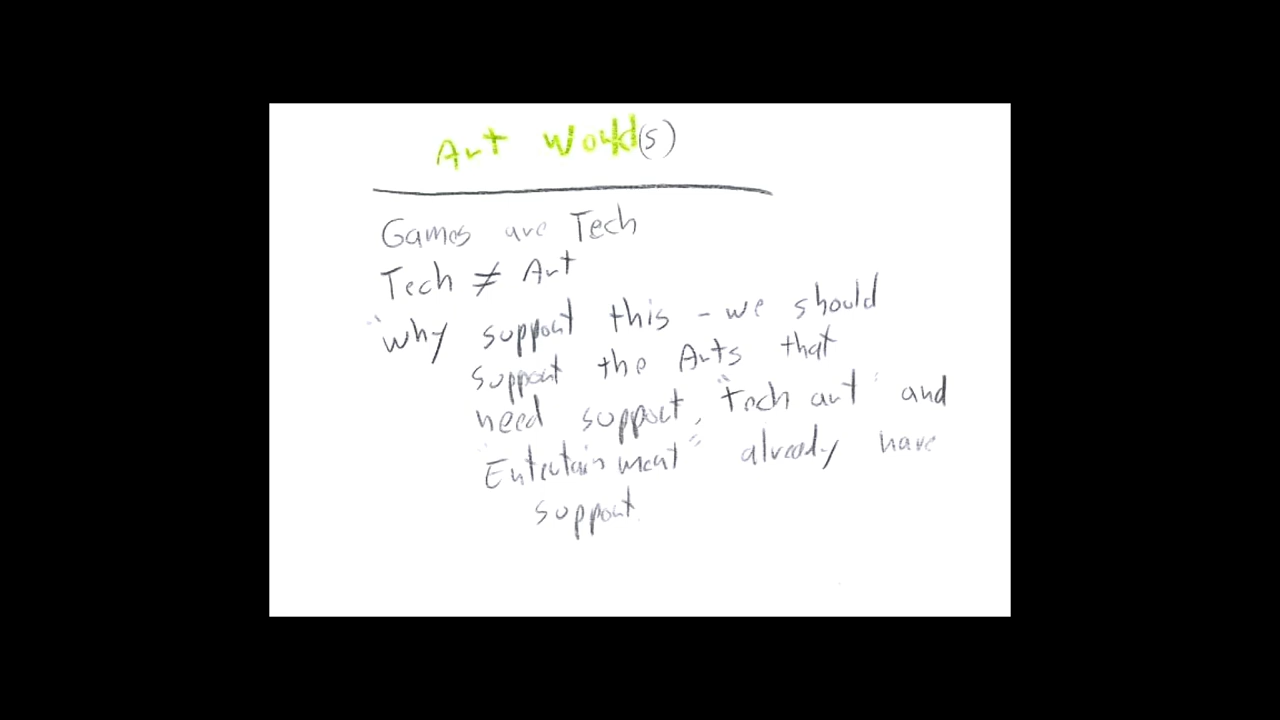 Art World(s)
Games are Tech
Tech ≠ Art
"why support this - we should
support the Arts that
need support, "tech art" and
"Entertainment" already have
support.